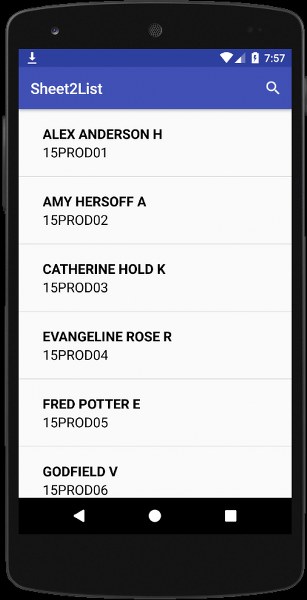 7:57
Sheet2List
ALEX ANDERSON H
15PROD01
AMY HERSOFF A
15PROD02
CATHERINE HOLD K
15PROD03
EVANGELINE ROSE R
15PROD04
FRED POTTER E
15PROD05
GODFIELD V
15PROD06